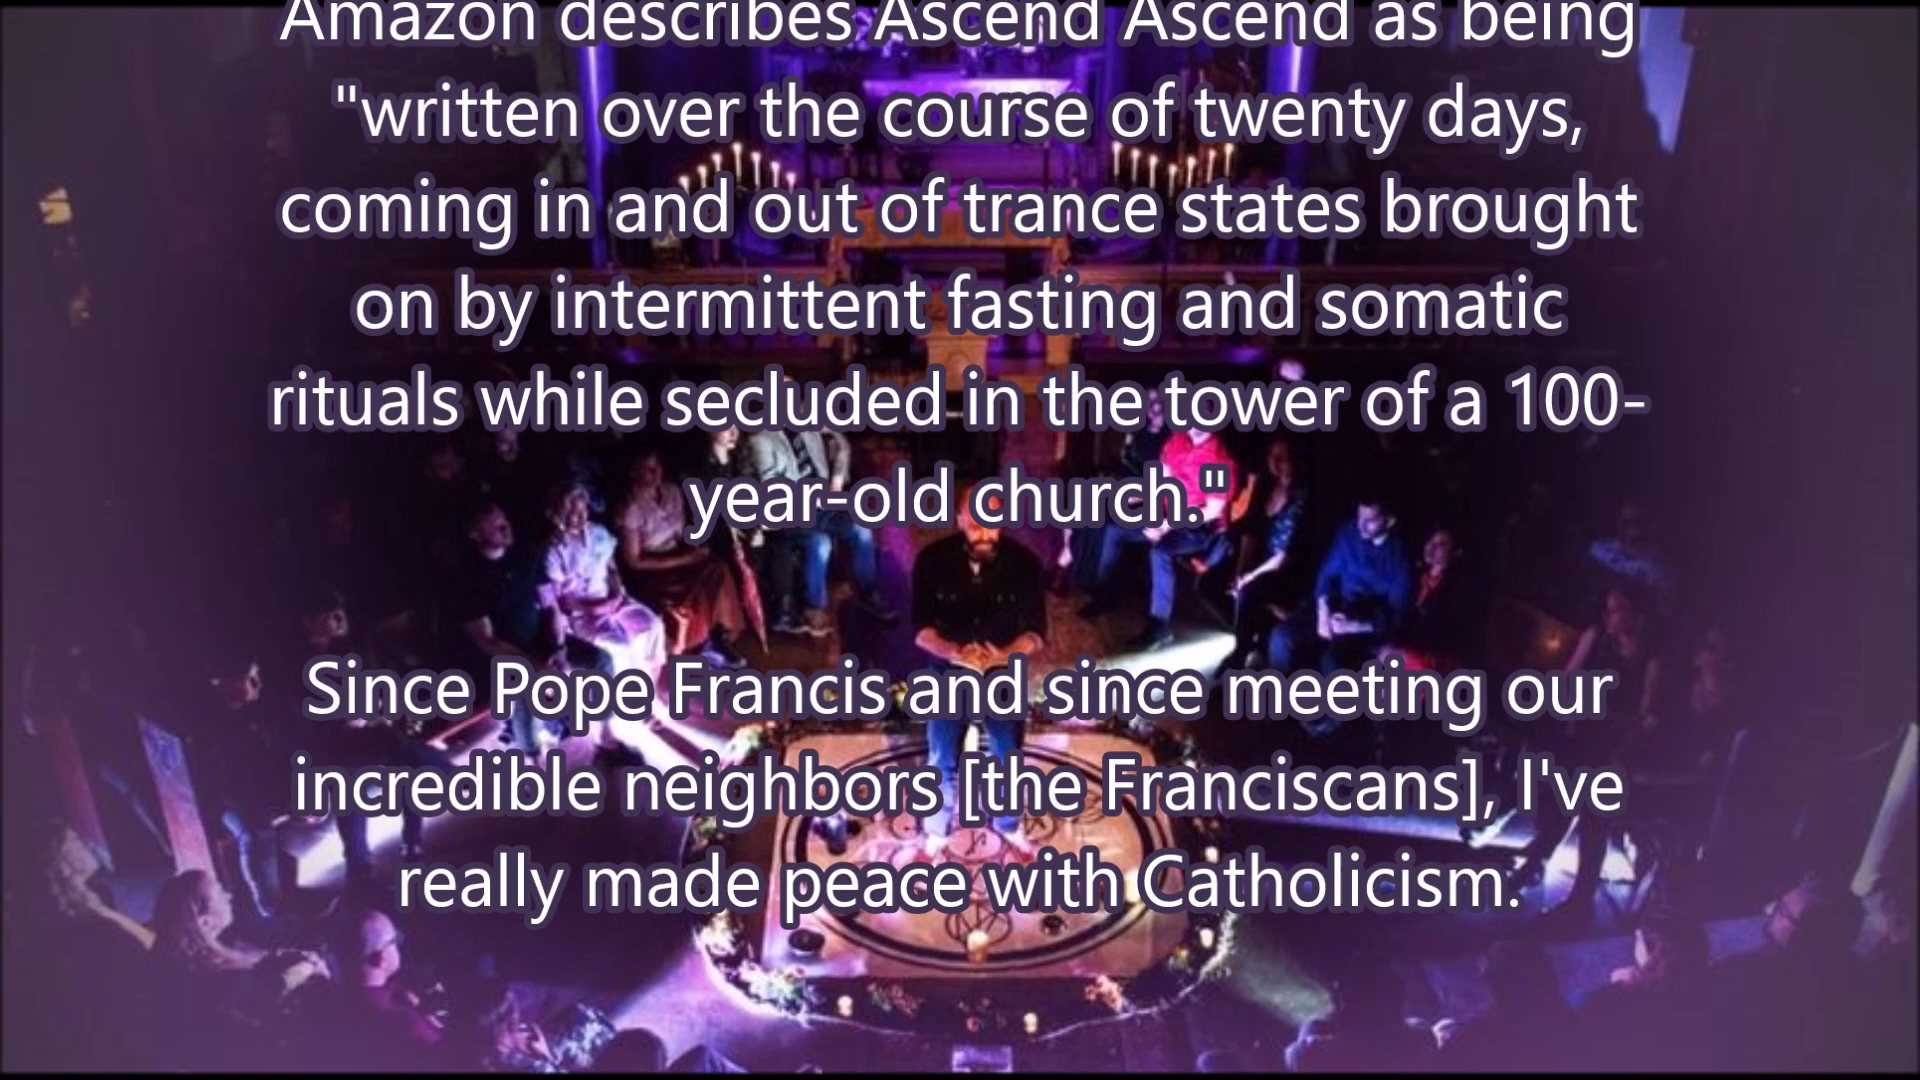 Amazon describes Ascend Ascend as being
"written over the course of twenty days,
coming in and out of trance states brought
on by intermittent fasting and somatic
rituals while secluded in the tower of a 100-
year-old church."
Since Pope Francis and since meeting our
incredible neighbors [the Franciscans], I've
really made peace with Catholicism.